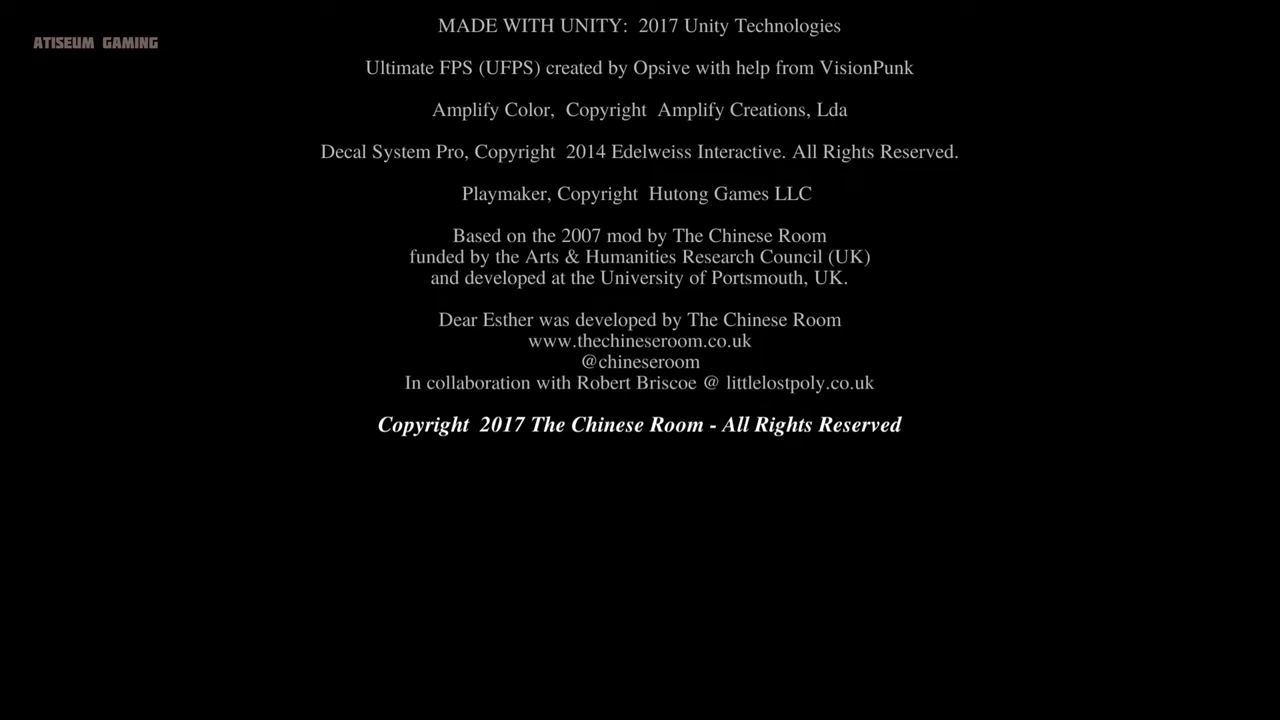 ATISEUM GAMING
MADE WITH UNITY:  2017 Unity Technologies
Ultimate FPS (UFPS) created by Opsive with help from VisionPunk
Amplify Color,  Copyright  Amplify Creations, Lda
Decal System Pro, Copyright  2014 Edelweiss Interactive. All Rights Reserved.
Playmaker, Copyright  Hutong Games LLC
Based on the 2007 mod by The Chinese Room
funded by the Arts & Humanities Research Council (UK)
and developed at the University of Portsmouth, UK.
Dear Esther was developed by The Chinese Room
www.thechineseroom.co.uk
@chineseroom
In collaboration with Robert Briscoe @ littlelostpoly.co.uk
Copyright  2017 The Chinese Room - All Rights Reserved